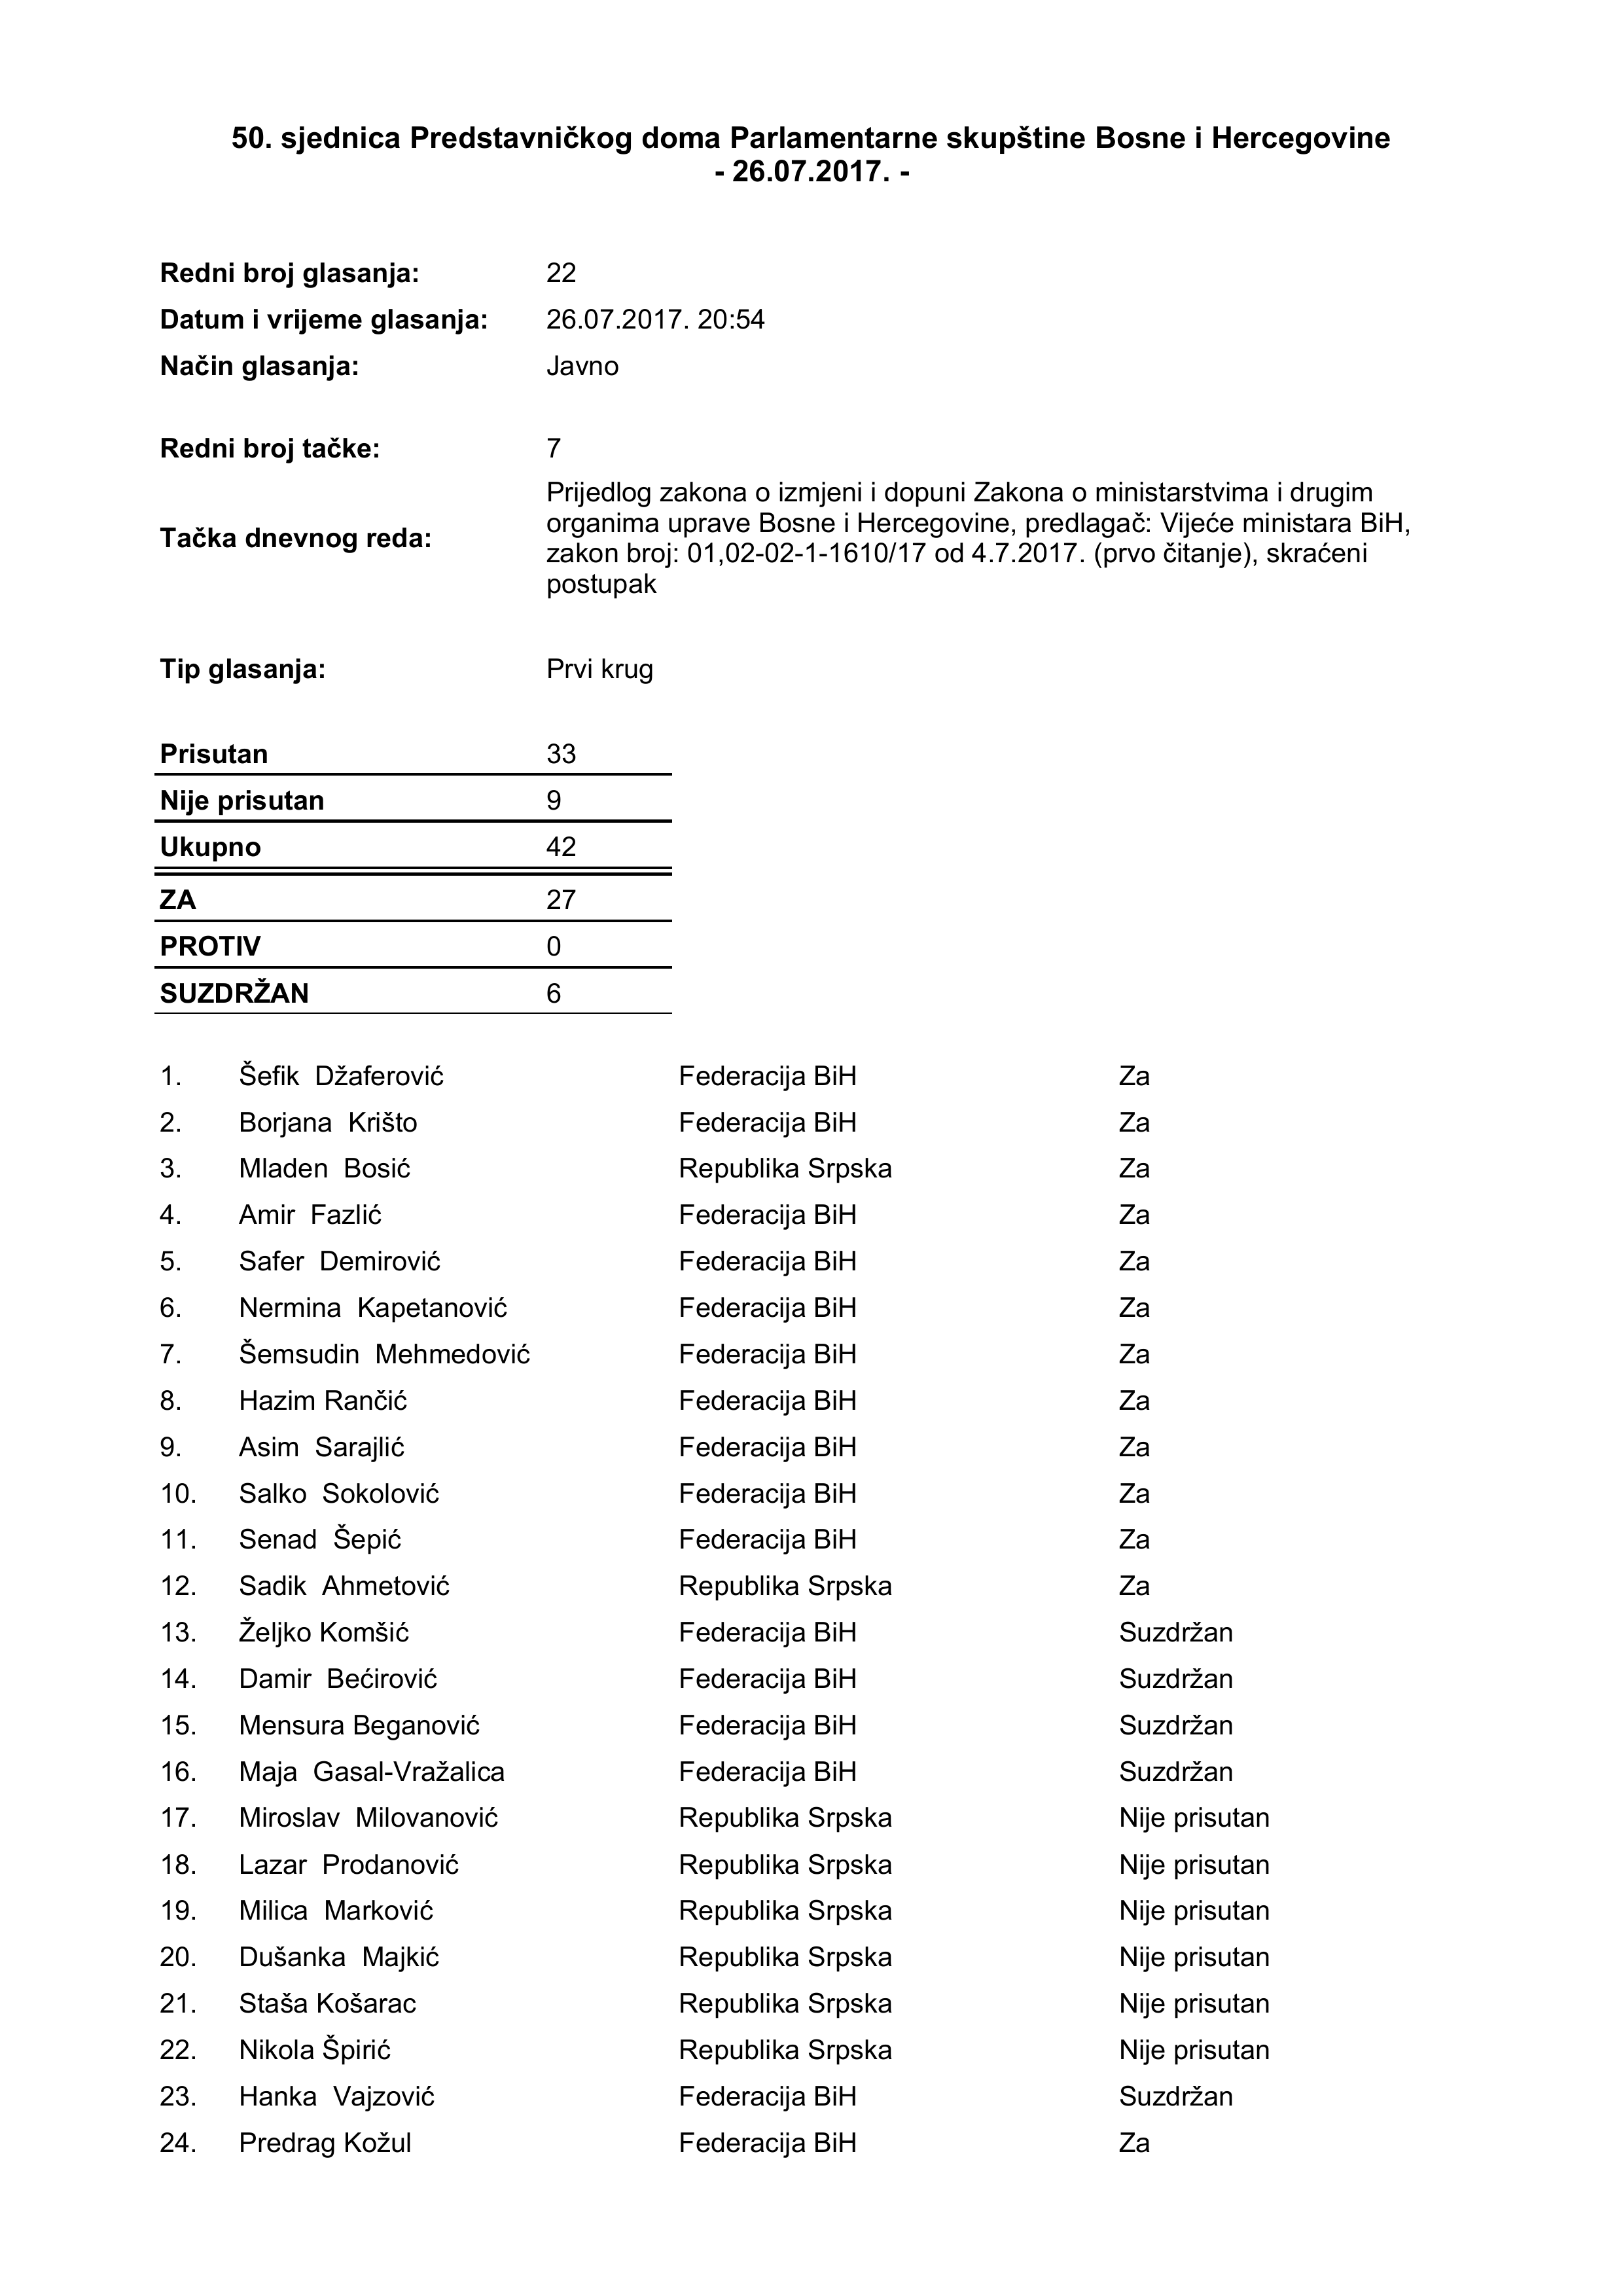 50. sjednica Predstavničkog doma Parlamentarne skupštine Bosne i Hercegovine
- 26.07.2017. -
Redni broj glasanja: 22
Datum i vrijeme glasanja: 26.07.2017. 20:54
Način glasanja: Javno
Redni broj tačke: 7
Tačka dnevnog reda: Prijedlog zakona o izmjeni i dopuni Zakona o ministarstvima i drugim
organima uprave Bosne i Hercegovine, predlagač: Vijeće ministara BiH,
zakon broj: 01,02-02-1-1610/17 od 4.7.2017. (prvo čitanje), skraćeni
postupak
Tip glasanja: Prvi krug
Prisutan 33
Nije prisutan 9
Ukupno 42
ZA 27
PROTIV 0
SUZDRŽAN 6
1. Šefik Džaferović Federacija BiH Za
2. Borjana Krišto Federacija BiH Za
3. Mladen Bosić Republika Srpska Za
4. Amir Fazlić Federacija BiH Za
5. Safer Demirović Federacija BiH Za
6. Nermina Kapetanović Federacija BiH Za
7. Šemsudin Mehmedović Federacija BiH Za
8. Hazim Rančić Federacija BiH Za
9. Asim Sarajlić Federacija BiH Za
10. Salko Sokolović Federacija BiH Za
11. Senad Šepić Federacija BiH Za
12. Sadik Ahmetović Republika Srpska Za
13. Željko Komšić Federacija BiH Suzdržan
14. Damir Bećirović Federacija BiH Suzdržan
15. Mensura Beganović Federacija BiH Suzdržan
16. Maja Gasal-Vražalica Federacija BiH Suzdržan
17. Miroslav Milovanović Republika Srpska Nije prisutan
18. Lazar Prodanović Republika Srpska Nije prisutan
19. Milica Marković Republika Srpska Nije prisutan
20. Dušanka Majkić Republika Srpska Nije prisutan
21. Staša Košarac Republika Srpska Nije prisutan
22. Nikola Špirić Republika Srpska Nije prisutan
23. Hanka Vajzović Federacija BiH Suzdržan
24. Predrag Kožul Federacija BiH Za